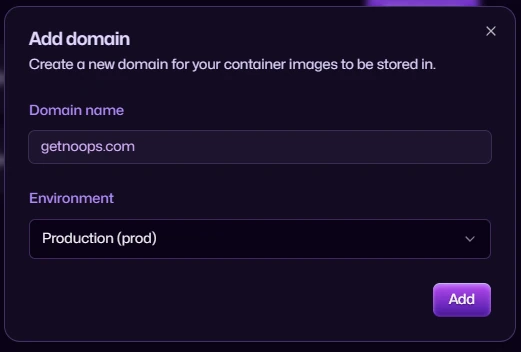 Add domain
Create a new domain for your container images to be stored in.
Domain name
getnoops.com
Environment
Production (prod)
Add